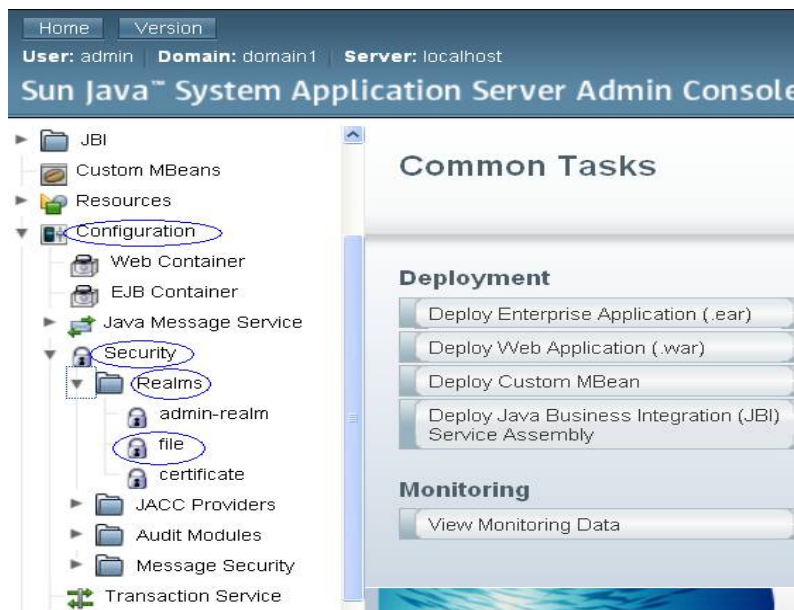 Home Version
User: admin Domain: domain1 Server: localhost
Sun Java™ System Application Server Admin Console
JBI
Custom MBeans
Resources
Configuration
Web Container
EJB Container
Java Message Service
Security
Realms
admin-realm
file
certificate
JACC Providers
Audit Modules
Message Security
Transaction Service
Common Tasks
Deployment
Deploy Enterprise Application (.ear)
Deploy Web Application (.war)
Deploy Custom MBean
Deploy Java Business Integration (JBI)
Service Assembly
Monitoring
View Monitoring Data